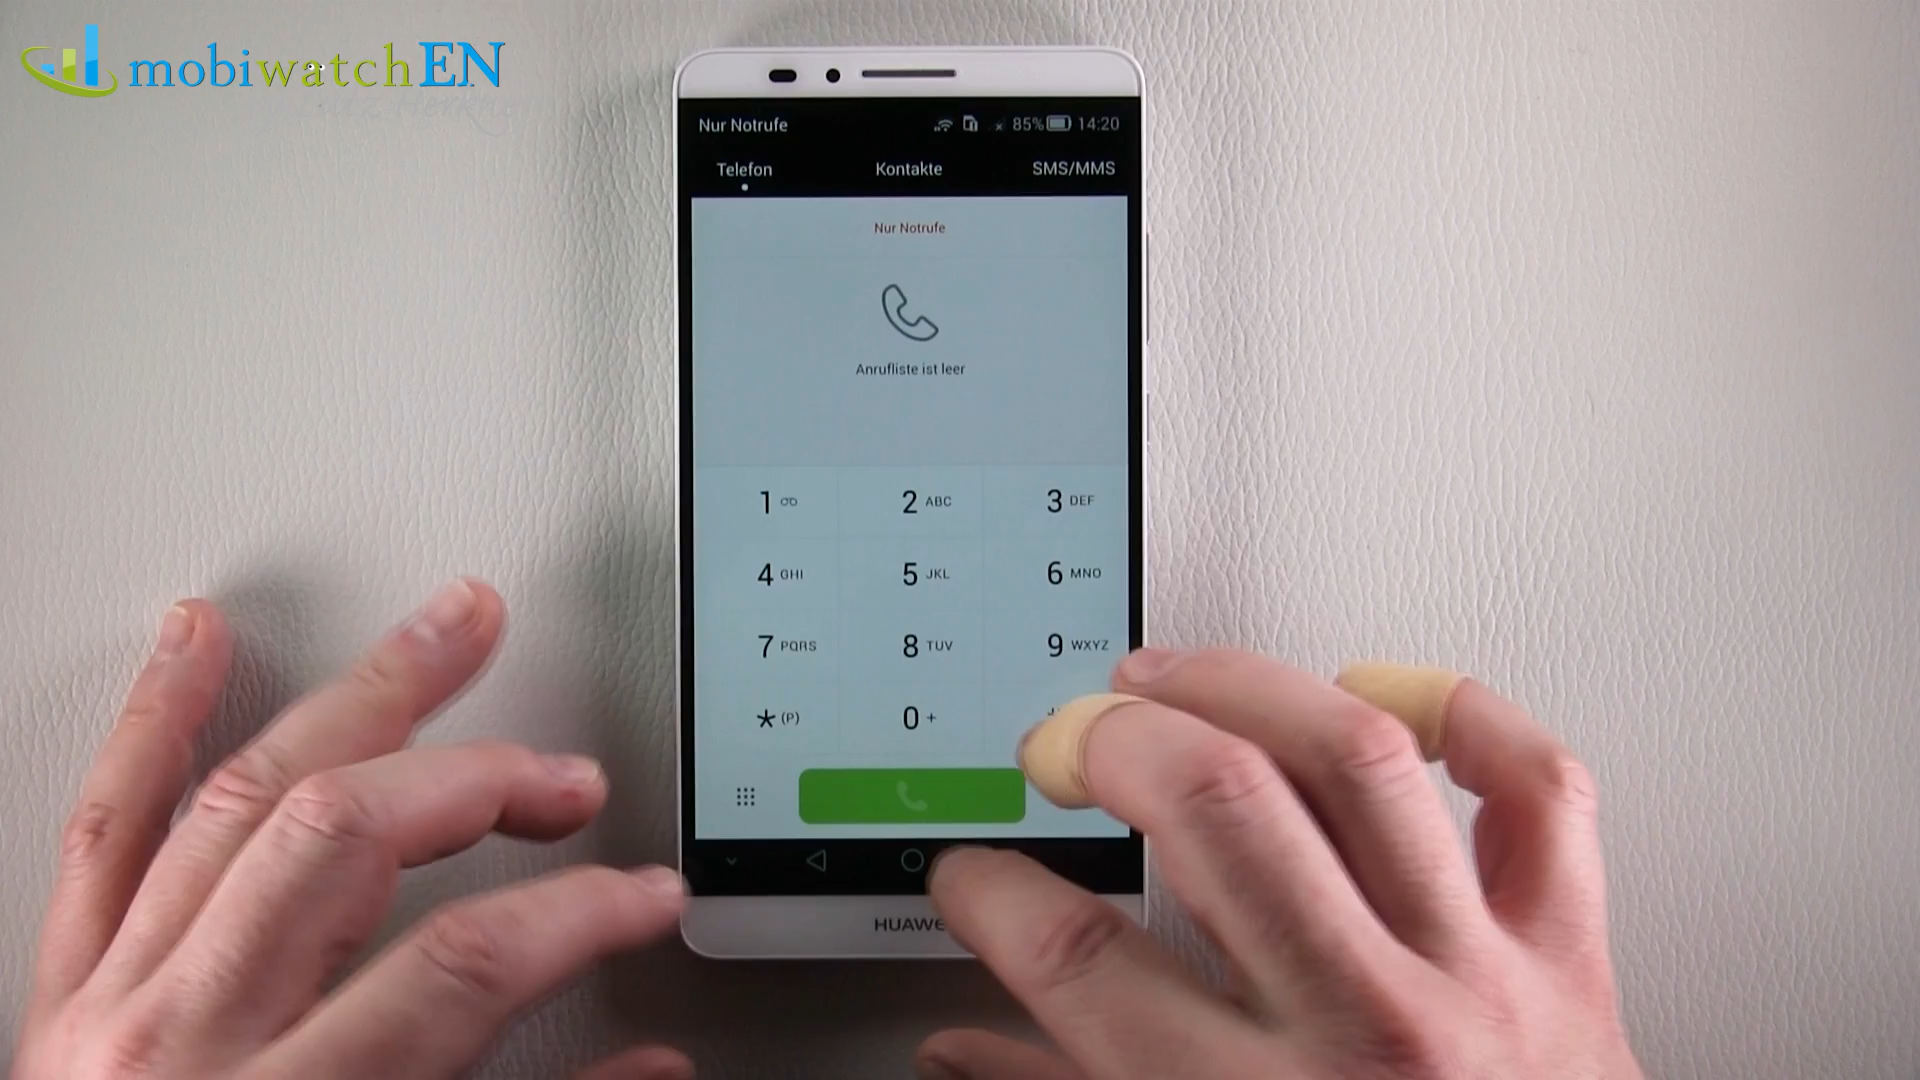 mobiwatchEN
Nur Notrufe 85% 14:20
Telefon Kontakte SMS/MMS
Nur Notrufe
Anrufliste ist leer
1 2 ABC 3 DEF
4 GHI 5 JKL 6 MNO
7 PQRS 8 TUV 9 WXYZ
* (P) 0 +